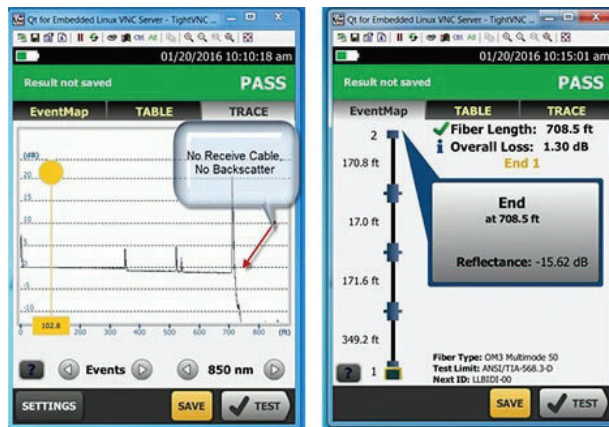 Qt for Embedded Linux VNC Server - TightVNC ...
Ctrl Alt
01/20/2016 10:10:18 am
Result not saved
PASS
EventMap TABLE TRACE
(dB)
20
15
10
5
0
-5
-10
No Receive Cable,
No Backscatter
102.8
0 200 300 400 500 600 700 800 (ft)
? Events 850 nm
SETTINGS SAVE TEST
Qt for Embedded Linux VNC Server - TightVNC ...
Ctrl Alt
01/20/2016 10:15:01 am
Result not saved
PASS
EventMap TABLE TRACE
2
Fiber Length: 708.5 ft
i Overall Loss: 1.30 dB
End 1
170.8 ft
End
at 708.5 ft
17.0 ft
Reflectance: -15.62 dB
171.6 ft
349.2 ft
Fiber Type: OM3 Multimode 50
Test Limit: ANSI/TIA-568.3-D
Next ID: LLBIDI-00
? 1
SAVE TEST